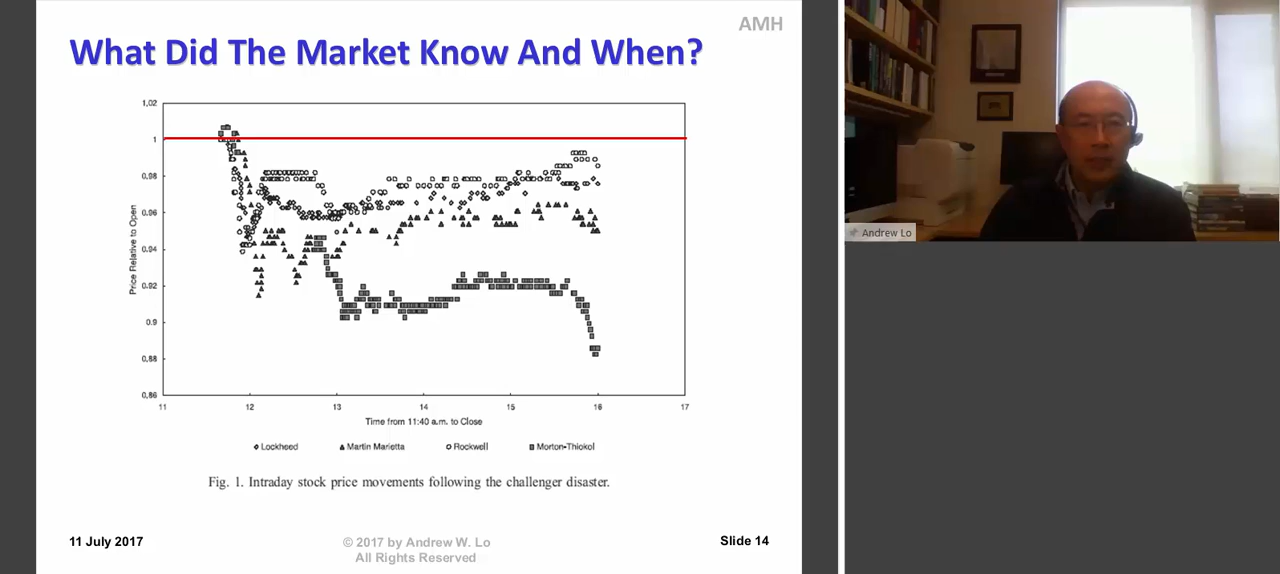 AMH
What Did The Market Know And When?
1,02
1
0,98
0,96
0,94
0,92
0,9
0,88
0,86
Price Relative to Open
11 12 13 14 15 16 17
Time from 11:40 a.m. to Close
Lockheed Martin Marietta Rockwell Morton-Thiokol
Fig. 1. Intraday stock price movements following the challenger disaster.
11 July 2017
© 2017 by Andrew W. Lo
All Rights Reserved
Slide 14
Andrew Lo